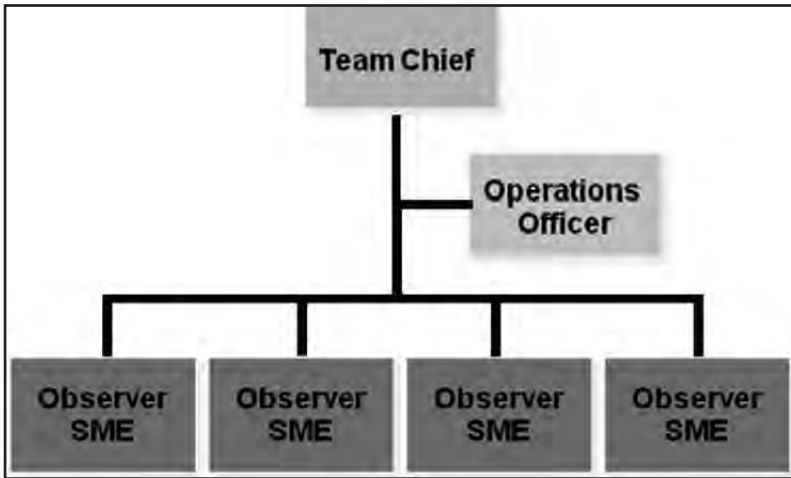 Team Chief
Operations
Officer
Observer
SME
Observer
SME
Observer
SME
Observer
SME